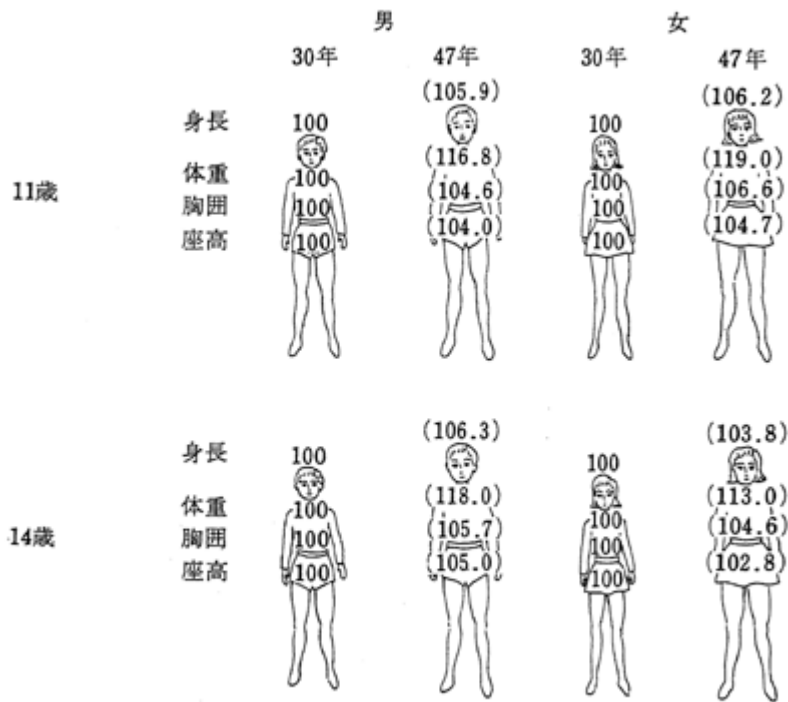 男 女
30年 47年 30年 47年
11歳
身長 100 (105.9) 100 (106.2)
体重 100 (116.8) 100 (119.0)
胸囲 100 (104.6) 100 (106.6)
座高 100 (104.0) 100 (104.7)
14歳
身長 100 (106.3) 100 (103.8)
体重 100 (118.0) 100 (113.0)
胸囲 100 (105.7) 100 (104.6)
座高 100 (105.0) 100 (102.8)